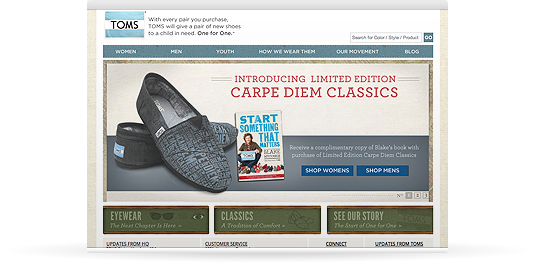 TOMS
With every pair you purchase,
TOMS will give a pair of new shoes
to a child in need. One for One.
Search for Color / Style / Product GO
WOMEN MEN YOUTH HOW WE WEAR THEM OUR MOVEMENT BLOG
INTRODUCING LIMITED EDITION
CARPE DIEM CLASSICS
START
SOMETHING
THAT
MATTERS
BLAKE
Receive a complimentary copy of Blake's book with
purchase of Limited Edition Carpe Diem Classics
SHOP WOMENS SHOP MENS
1 2 3
EYEWEAR CLASSICS SEE OUR STORY
The Next Chapter Is Here » A Tradition of Comfort » The Start of One for One »
UPDATES FROM HQ CUSTOMER SERVICE CONNECT UPDATES FROM TOMS